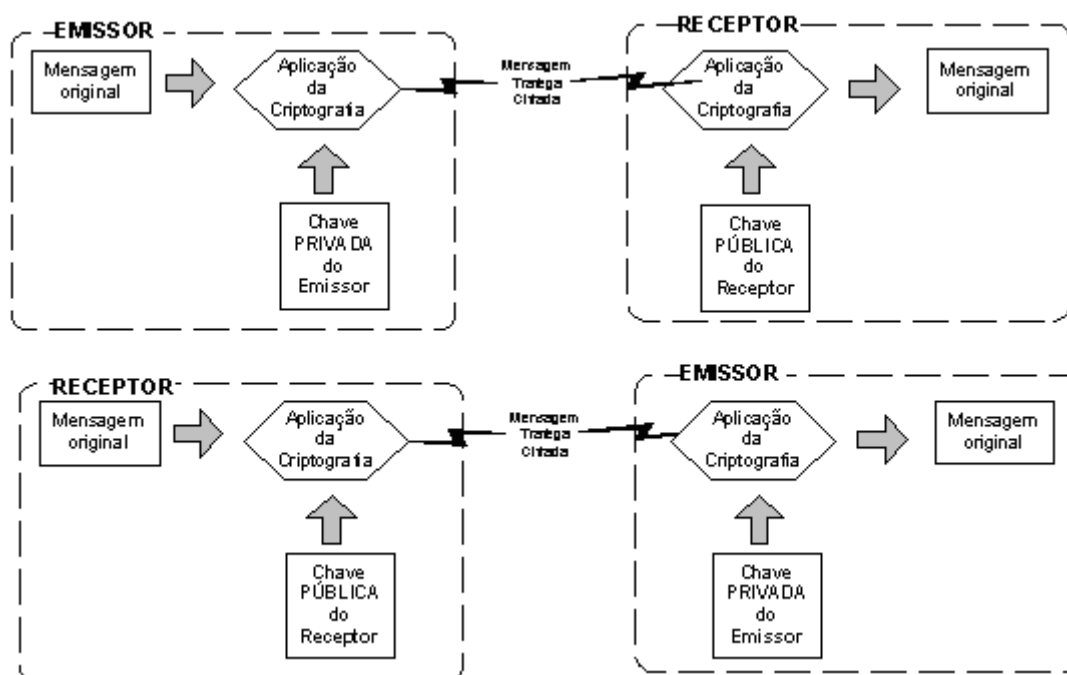 EMISSOR
Mensagem
original
Aplicação
da
Criptografia
Chave
PRIVADA
do
Emissor
Mensagem
Trafega
Cifrada
RECEPTOR
Aplicação
da
Criptografia
Mensagem
original
Chave
PÚBLICA
do
Receptor
RECEPTOR
Mensagem
original
Aplicação
da
Criptografia
Chave
PÚBLICA
do
Receptor
Mensagem
Trafega
Cifrada
EMISSOR
Aplicação
da
Criptografia
Mensagem
original
Chave
PRIVADA
do
Emissor